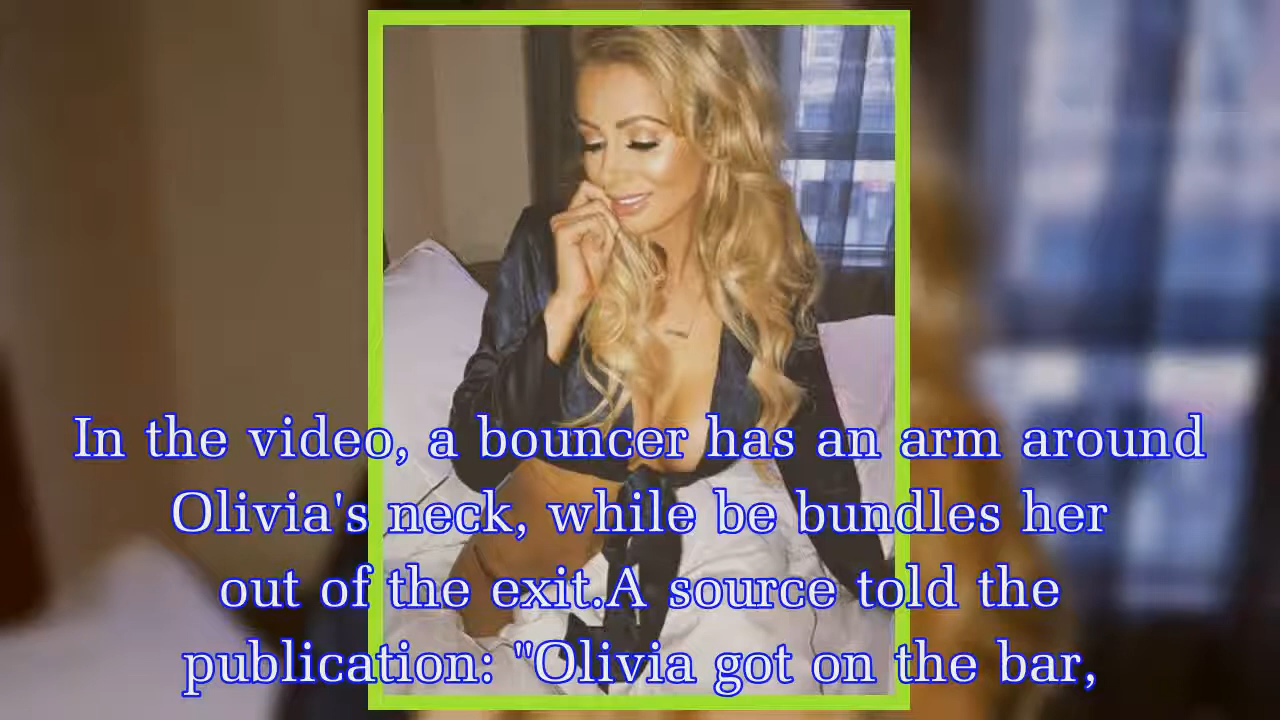 In the video, a bouncer has an arm around
Olivia's neck, while be bundles her
out of the exit.A source told the
publication: "Olivia got on the bar,